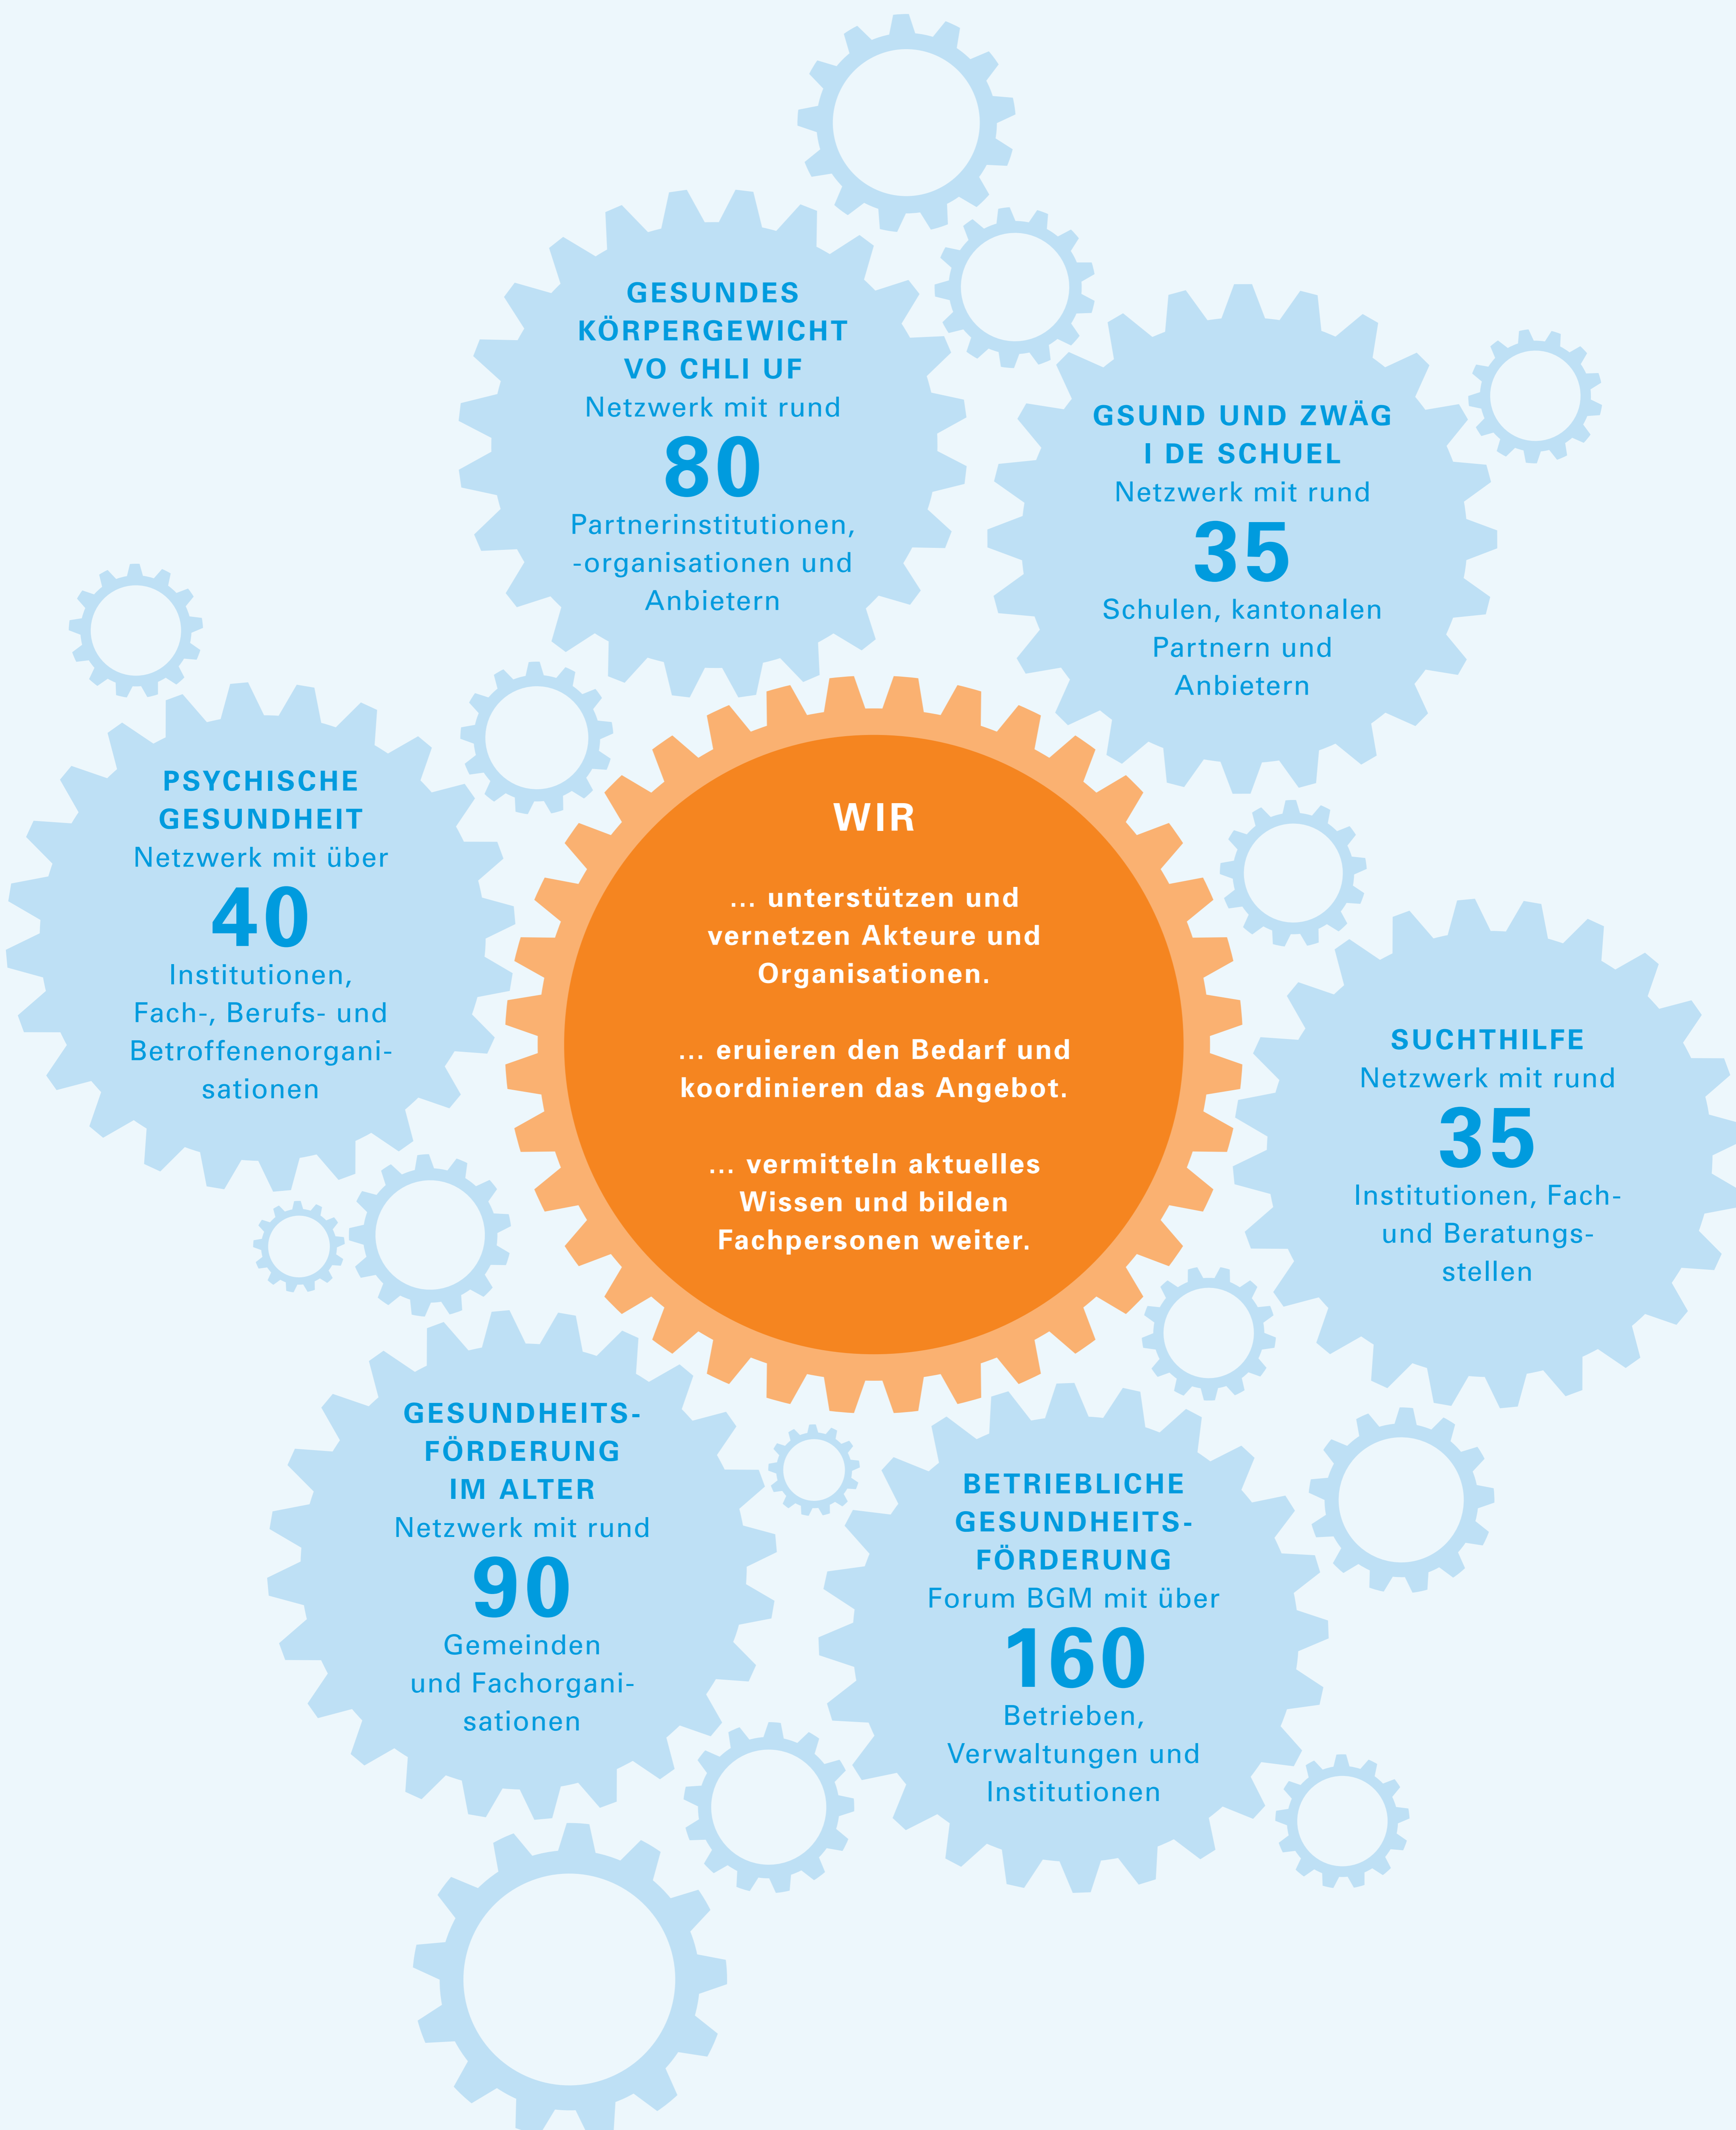 GESUNDES
KÖRPERGEWICHT
VO CHLI UF
Netzwerk mit rund
80
Partnerinstitutionen,
-organisationen und
Anbietern
GSUND UND ZWÄG
I DE SCHUEL
Netzwerk mit rund
35
Schulen, kantonalen
Partnern und
Anbietern
PSYCHISCHE
GESUNDHEIT
Netzwerk mit über
40
Institutionen,
Fach-, Berufs- und
Betroffenenorgani-
sationen
WIR
... unterstützen und
vernetzen Akteure und
Organisationen.
... eruieren den Bedarf und
koordinieren das Angebot.
... vermitteln aktuelles
Wissen und bilden
Fachpersonen weiter.
SUCHTHILFE
Netzwerk mit rund
35
Institutionen, Fach-
und Beratungs-
stellen
GESUNDHEITS-
FÖRDERUNG
IM ALTER
Netzwerk mit rund
90
Gemeinden
und Fachorgani-
sationen
BETRIEBLICHE
GESUNDHEITS-
FÖRDERUNG
Forum BGM mit über
160
Betrieben,
Verwaltungen und
Institutionen